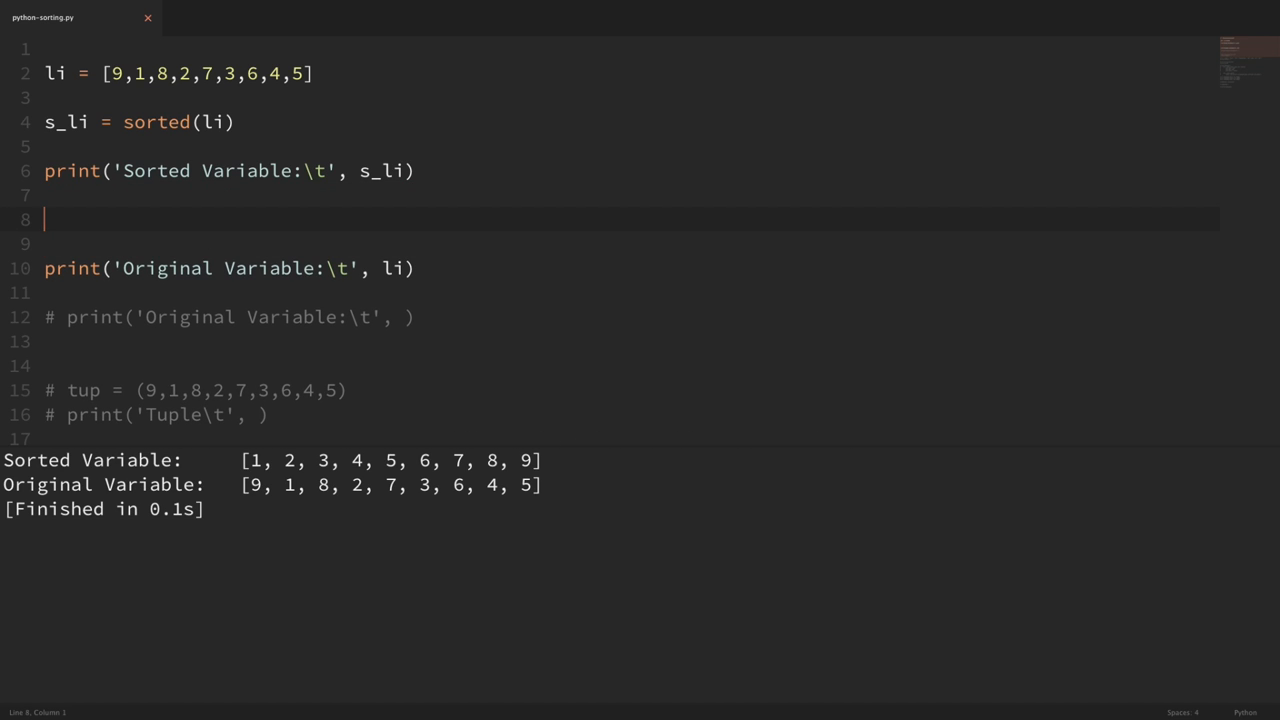 python-sorting.py ×
1
2 li = [9,1,8,2,7,3,6,4,5]
3
4 s_li = sorted(li)
5
6 print('Sorted Variable:\t', s_li)
7
8
9
10 print('Original Variable:\t', li)
11
12 # print('Original Variable:\t', )
13
14
15 # tup = (9,1,8,2,7,3,6,4,5)
16 # print('Tuple\t', )
17
Sorted Variable: [1, 2, 3, 4, 5, 6, 7, 8, 9]
Original Variable: [9, 1, 8, 2, 7, 3, 6, 4, 5]
[Finished in 0.1s]
Line 8, Column 1 Spaces: 4 Python